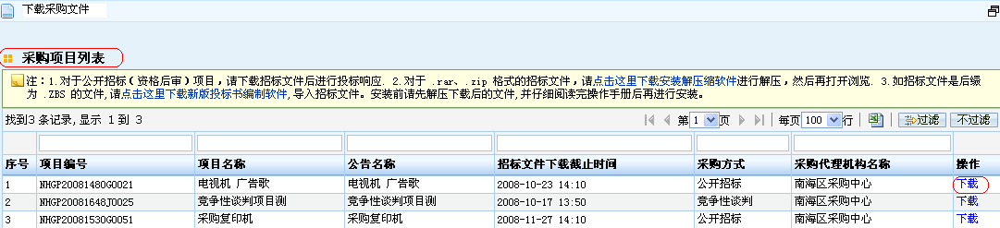 下载采购文件
采购项目列表
注：1.对于公开招标(资格后审)项目，请下载招标文件后进行投标响应. 2.对于 .rar、.zip 格式的招标文件，请点击这里下载安装解压缩软件进行解压，然后再打开浏览. 3.如招标文件是后缀
为 .ZBS 的文件,请点击这里下载新版投标书编制软件,导入招标文件。安装前请先解压下载后的文件,并仔细阅读完操作手册后再进行安装。
找到3 条记录, 显示 1 到 3 第 1 页 每页 100 行 过滤 不过滤
序号 项目编号 项目名称 公告名称 招标文件下载截止时间 采购方式 采购代理机构名称 操作
1 NHGP20081480G0021 电视机 广告歌 电视机 广告歌 2008-10-23 14:10 公开招标 南海区采购中心 下载
2 NHGP20081648J0025 竞争性谈判项目测 竞争性谈判项目测 2008-10-17 13:50 竞争性谈判 南海区采购中心 下载
3 NHGP20081530G0051 采购复印机 采购复印机 2008-11-27 14:10 公开招标 南海区采购中心 下载